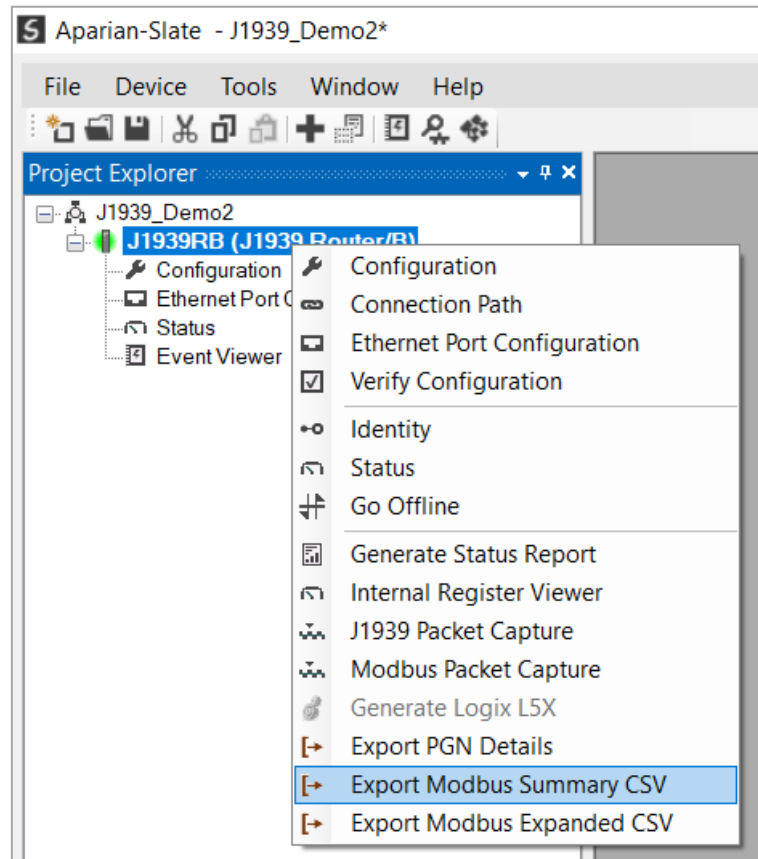 Aparian-Slate - J1939_Demo2*
File Device Tools Window Help
Project Explorer
J1939_Demo2
J1939RB (J1939 Router/B)
Configuration
Ethernet Port C
Status
Event Viewer
Configuration
Connection Path
Ethernet Port Configuration
Verify Configuration
Identity
Status
Go Offline
Generate Status Report
Internal Register Viewer
J1939 Packet Capture
Modbus Packet Capture
Generate Logix L5X
Export PGN Details
Export Modbus Summary CSV
Export Modbus Expanded CSV